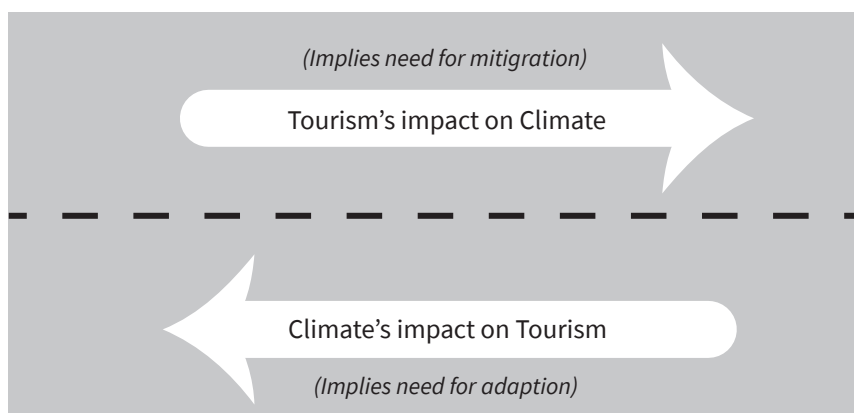 (Implies need for mitigration)
Tourism’s impact on Climate
Climate’s impact on Tourism
(Implies need for adaption)